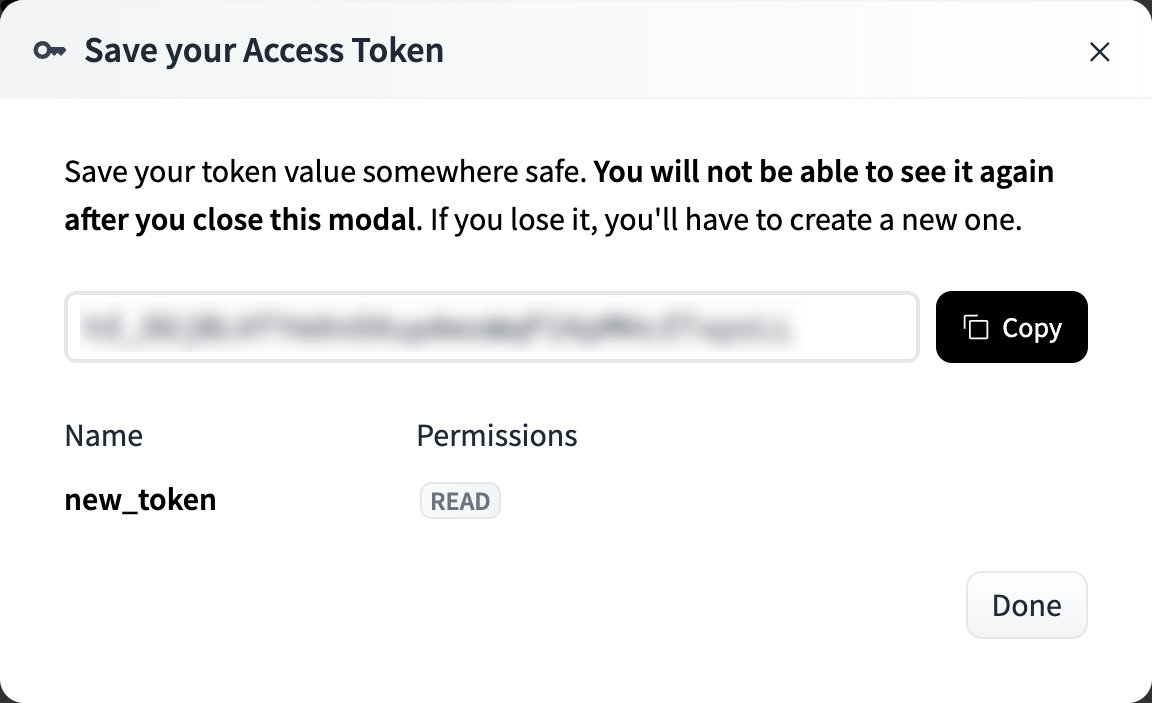 Save your Access Token
Save your token value somewhere safe. You will not be able to see it again
after you close this modal. If you lose it, you'll have to create a new one.
Copy
Name Permissions
new_token READ
Done